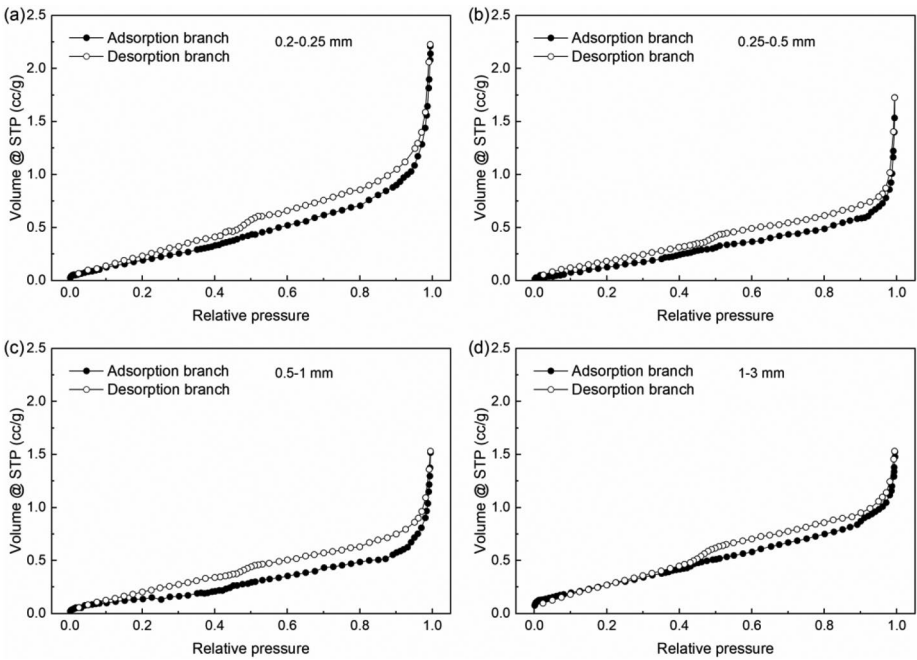 (a)
2.5
2.0
1.5
1.0
0.5
0.0
Volume @ STP (cc/g)
Adsorption branch
Desorption branch
0.2-0.25 mm
0.0 0.2 0.4 0.6 0.8 1.0
Relative pressure
(b)
2.5
2.0
1.5
1.0
0.5
0.0
Volume @ STP (cc/g)
Adsorption branch
Desorption branch
0.25-0.5 mm
0.0 0.2 0.4 0.6 0.8 1.0
Relative pressure
(c)
2.5
2.0
1.5
1.0
0.5
0.0
Volume @ STP (cc/g)
Adsorption branch
Desorption branch
0.5-1 mm
0.0 0.2 0.4 0.6 0.8 1.0
Relative pressure
(d)
2.5
2.0
1.5
1.0
0.5
0.0
Volume @ STP (cc/g)
Adsorption branch
Desorption branch
1-3 mm
0.0 0.2 0.4 0.6 0.8 1.0
Relative pressure